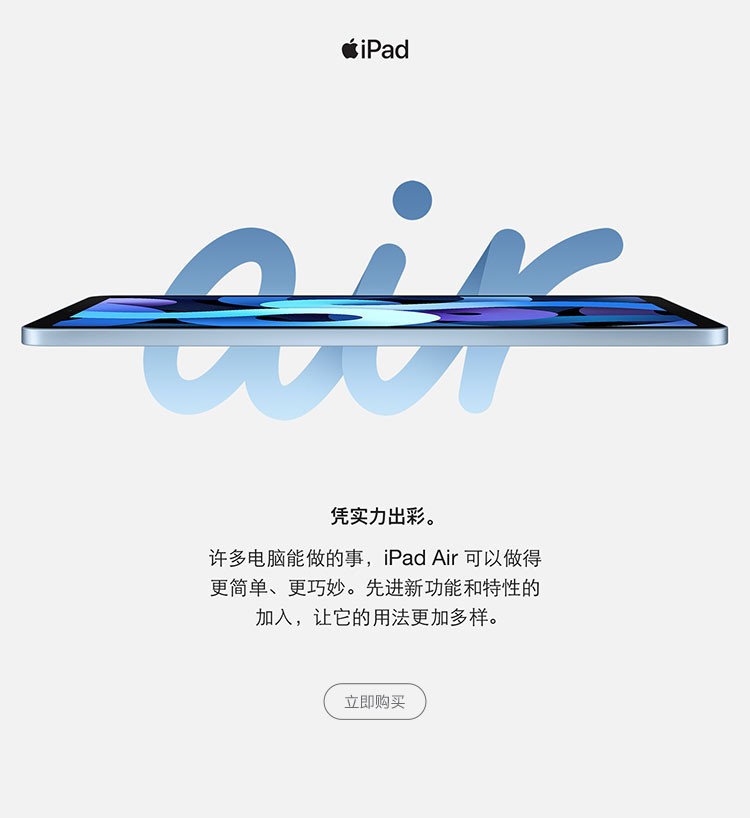 iPad
air
凭实力出彩。
许多电脑能做的事，iPad Air 可以做得
更简单、更巧妙。先进新功能和特性的
加入，让它的用法更加多样。
立即购买